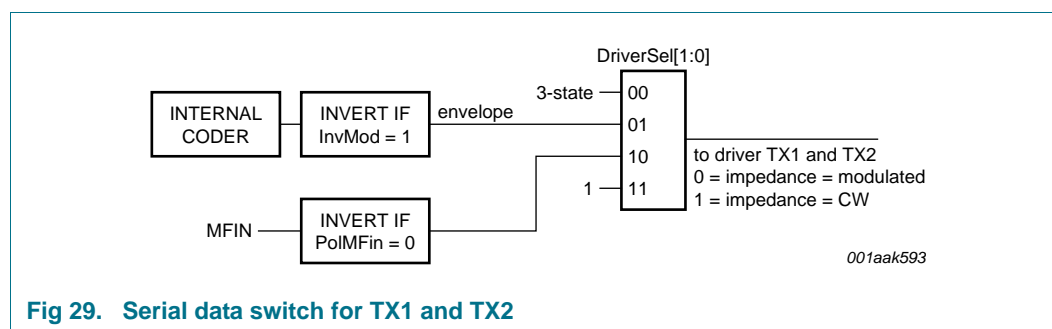 DriverSel[1:0]
3-state
00
INTERNAL
CODER
INVERT IF
InvMod = 1
envelope
01
10
to driver TX1 and TX2
0 = impedance = modulated
1 = impedance = CW
1
11
MFIN
INVERT IF
PolMFin = 0
001aak593
Fig 29. Serial data switch for TX1 and TX2